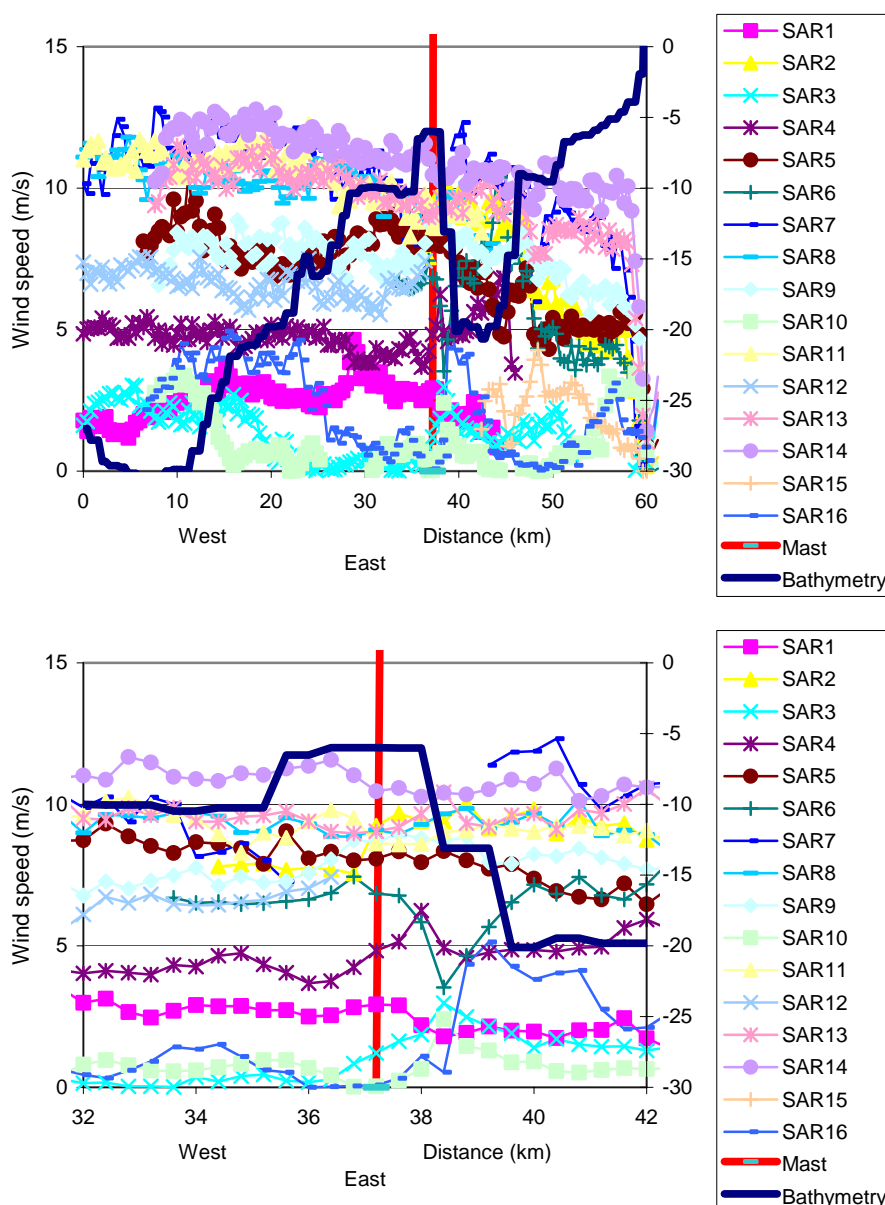 15
10
5
0
Wind speed (m/s)
0
-5
-10
-15
-20
-25
-30
0 10 20 30 40 50 60
West Distance (km)
East
SAR1
SAR2
SAR3
SAR4
SAR5
SAR6
SAR7
SAR8
SAR9
SAR10
SAR11
SAR12
SAR13
SAR14
SAR15
SAR16
Mast
Bathymetry
15
10
5
0
Wind speed (m/s)
0
-5
-10
-15
-20
-25
-30
32 34 36 38 40 42
West Distance (km)
East
SAR1
SAR2
SAR3
SAR4
SAR5
SAR6
SAR7
SAR8
SAR9
SAR10
SAR11
SAR12
SAR13
SAR14
SAR15
SAR16
Mast
Bathymetry